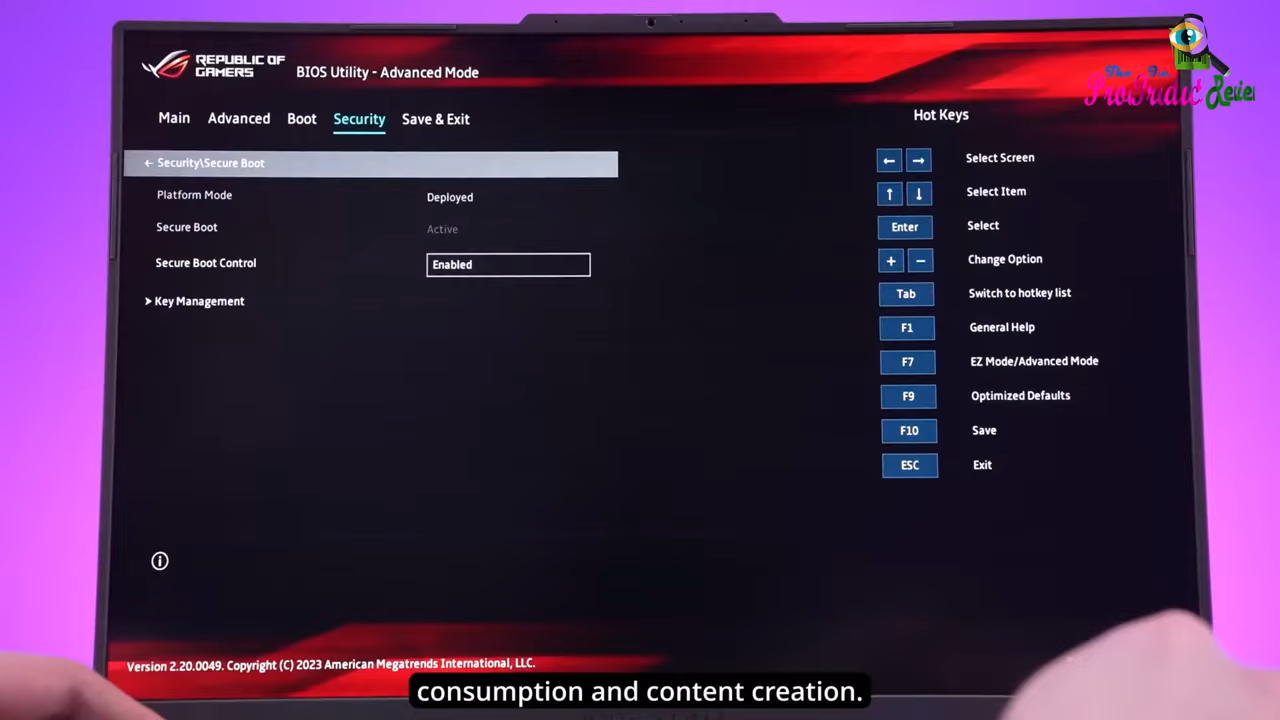 REPUBLIC OF
GAMERS
BIOS Utility - Advanced Mode
Main Advanced Boot Security Save & Exit
Hot Keys
← Security\Secure Boot
Platform Mode Deployed
Secure Boot Active
Secure Boot Control Enabled
Key Management
← → Select Screen
↑ ↓ Select Item
Enter Select
+ − Change Option
Tab Switch to hotkey list
F1 General Help
F7 EZ Mode/Advanced Mode
F9 Optimized Defaults
F10 Save
ESC Exit
Version 2.20.0049. Copyright (C) 2023 American Megatrends International, LLC.
consumption and content creation.